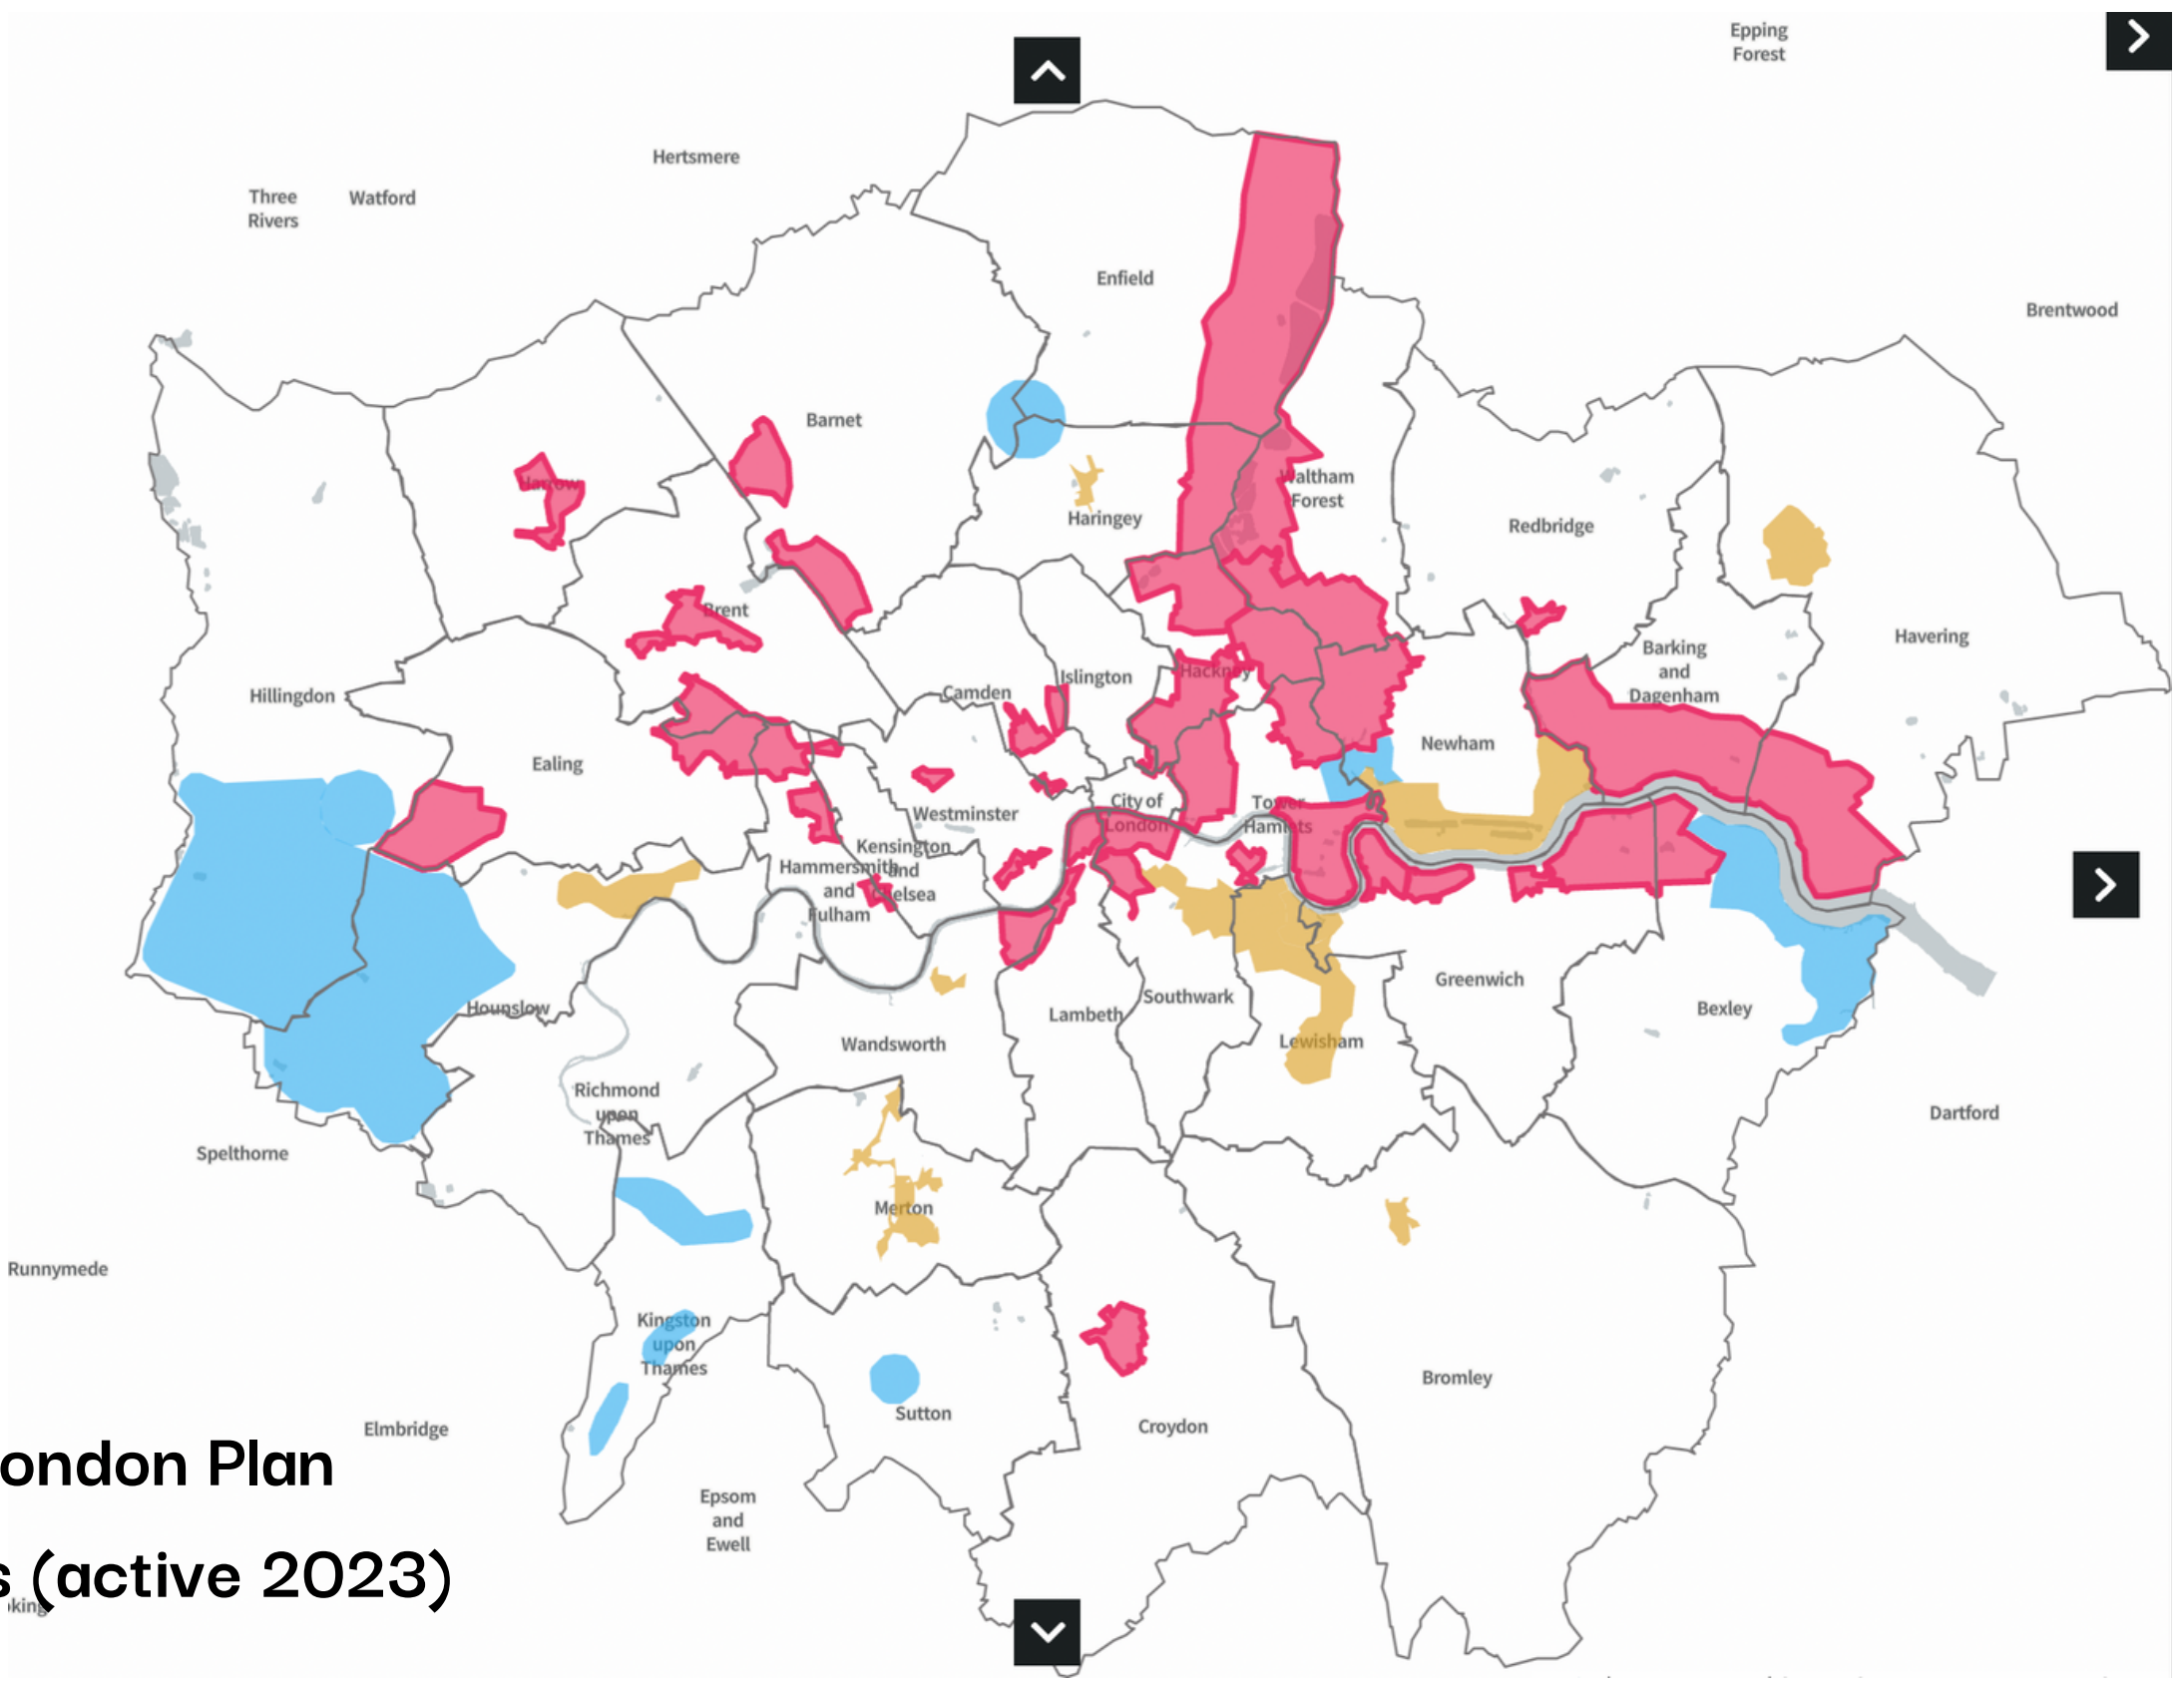 Epping
Forest
Hertsmere
Three
Rivers
Watford
Enfield
Brentwood
Barnet
Harrow
Waltham
Forest
Haringey
Redbridge
Brent
Barking
and
Dagenham
Havering
Hackney
Islington
Camden
Hillingdon
Ealing
Newham
City of
London
Tower
Hamlets
Westminster
Kensington
and
Chelsea
Hammersmith
and
Fulham
Greenwich
Southwark
Bexley
Hounslow
Lambeth
Wandsworth
Lewisham
Richmond
upon
Thames
Dartford
Spelthorne
Merton
Runnymede
Kingston
upon
Thames
Bromley
Sutton
Croydon
Elmbridge
ondon Plan
Epsom
and
Ewell
s (active 2023)
oking